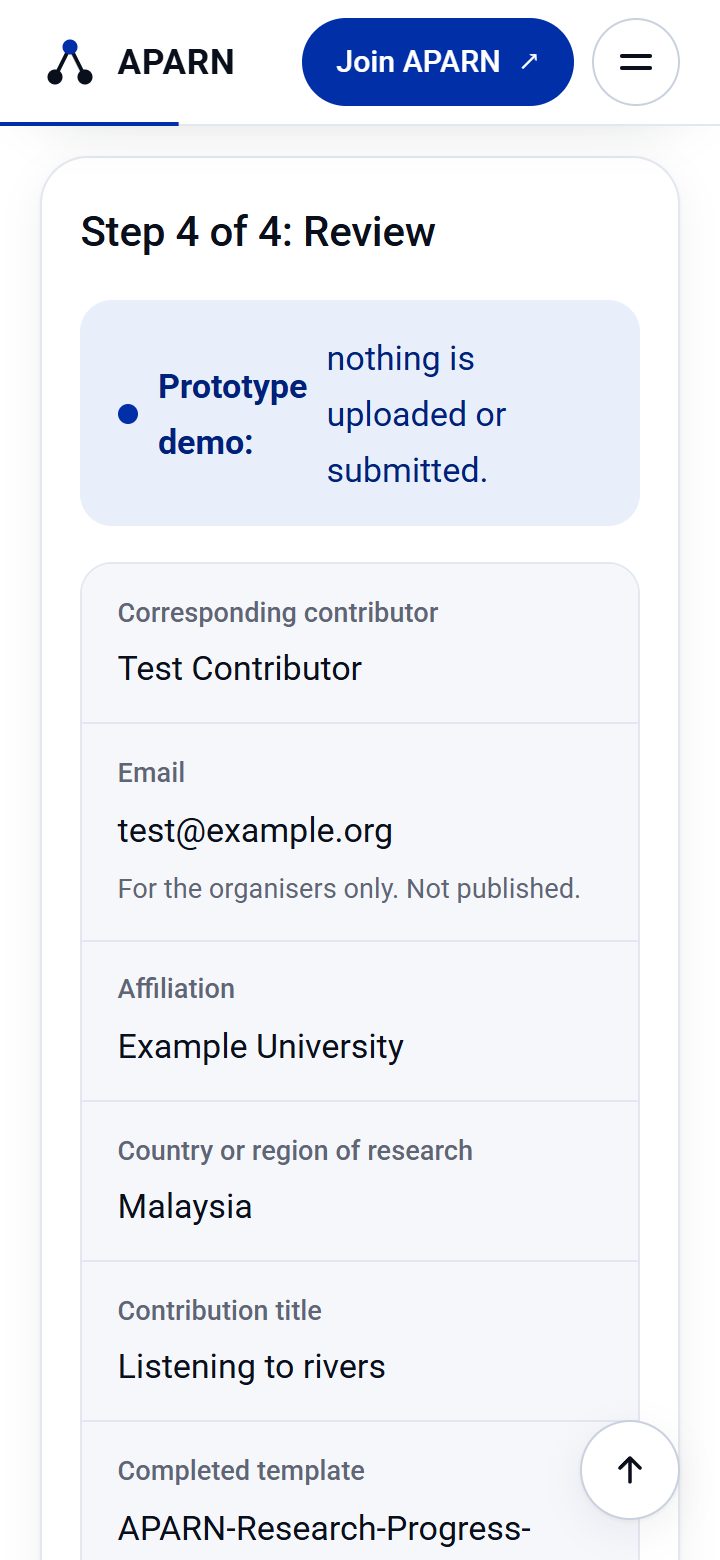 APARN
Join APARN ↗
Step 4 of 4: Review
Prototype
demo:
nothing is
uploaded or
submitted.
Corresponding contributor
Test Contributor
Email
test@example.org
For the organisers only. Not published.
Affiliation
Example University
Country or region of research
Malaysia
Contribution title
Listening to rivers
Completed template
APARN-Research-Progress-